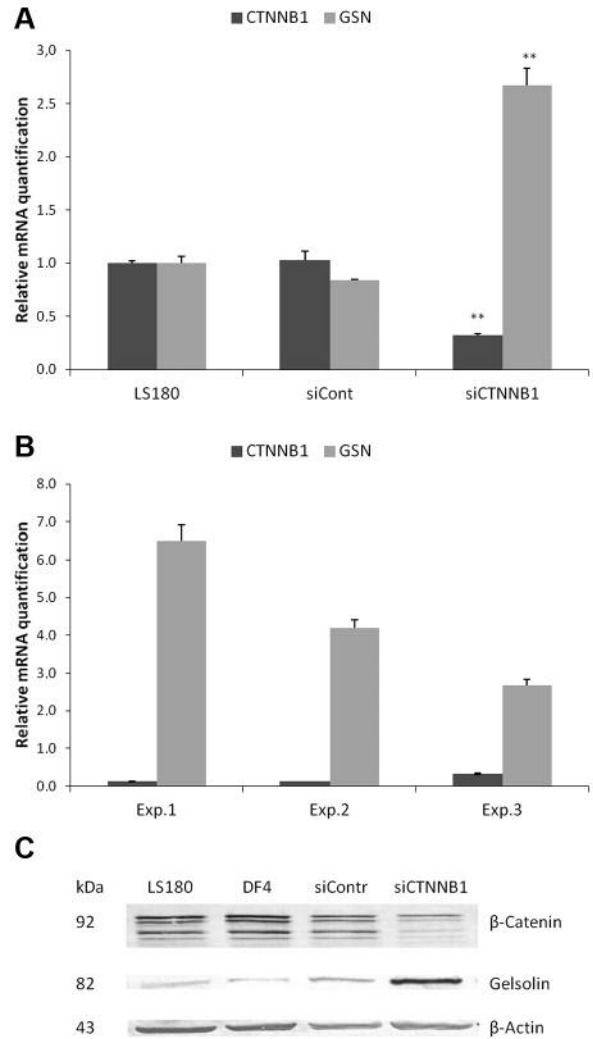 A
CTNNB1 GSN
Relative mRNA quantification
3,0
2.5
2.0
1.5
1.0
0.5
0.0
**
**
LS180 siCont siCTNNB1
B
CTNNB1 GSN
Relative mRNA quantification
8.0
7.0
6.0
5.0
4.0
3.0
2.0
1.0
0.0
Exp.1 Exp.2 Exp.3
C
kDa LS180 DF4 siContr siCTNNB1
92 β-Catenin
82 Gelsolin
43 β-Actin